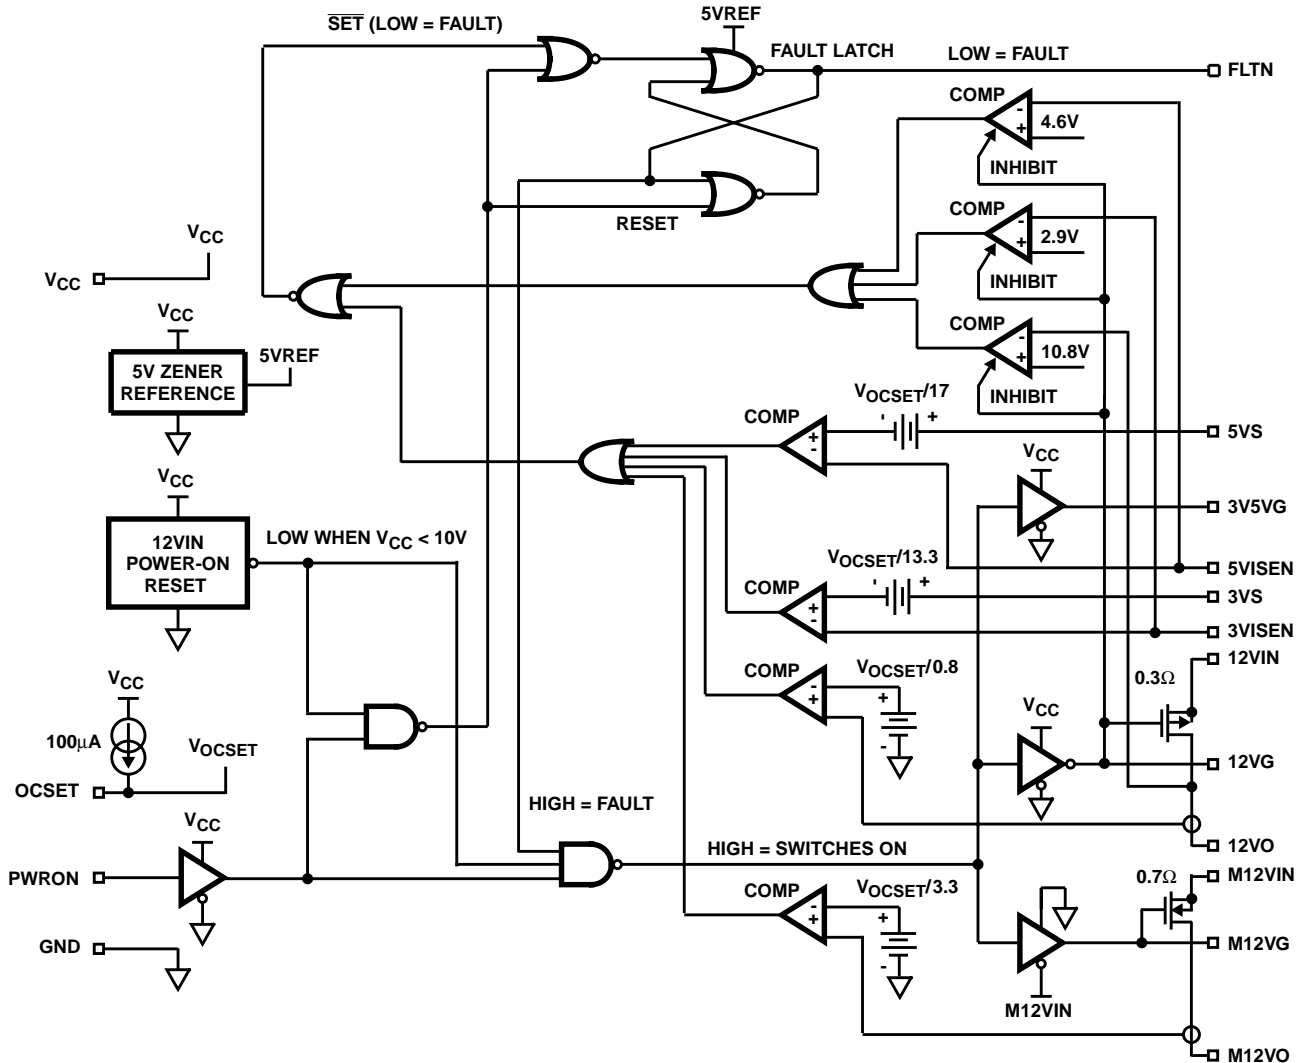 SET (LOW = FAULT)
5VREF
FAULT LATCH
LOW = FAULT
FLTN
COMP
-
+
4.6V
INHIBIT
RESET
COMP
-
+
2.9V
INHIBIT
VCC
VCC
COMP
-
+
10.8V
INHIBIT
VCC
5V ZENER
REFERENCE
5VREF
VOCSET/17
-
+
COMP
+
-
5VS
VCC
3V5VG
VCC
12VIN
POWER-ON
RESET
LOW WHEN VCC < 10V
VOCSET/13.3
-
+
COMP
+
-
5VISEN
3VS
3VISEN
12VIN
0.3Ω
COMP
VOCSET/0.8
-
+
+
-
VCC
12VG
VCC
100µA
VOCSET
OCSET
HIGH = FAULT
12VO
VCC
PWRON
HIGH = SWITCHES ON
M12VIN
0.7Ω
COMP
VOCSET/3.3
-
+
+
-
GND
M12VG
M12VIN
M12VO